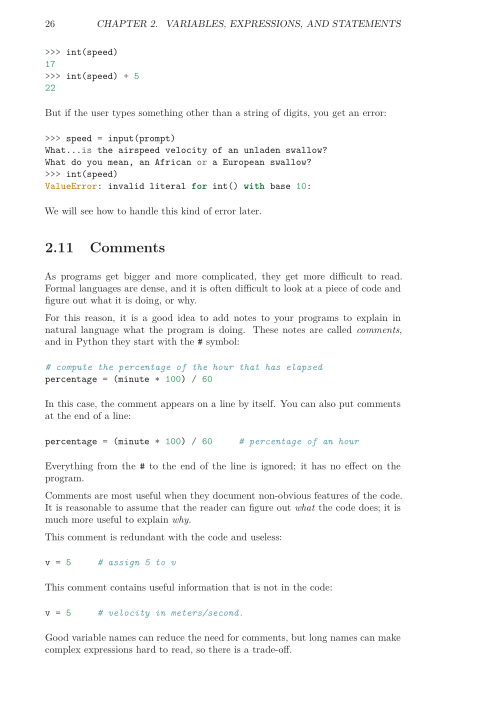 26 CHAPTER 2. VARIABLES, EXPRESSIONS, AND STATEMENTS
>>> int(speed)
17
>>> int(speed) + 5
22
But if the user types something other than a string of digits, you get an error:
>>> speed = input(prompt)
What...is the airspeed velocity of an unladen swallow?
What do you mean, an African or a European swallow?
>>> int(speed)
ValueError: invalid literal for int() with base 10:
We will see how to handle this kind of error later.
2.11 Comments
As programs get bigger and more complicated, they get more difficult to read.
Formal languages are dense, and it is often difficult to look at a piece of code and
figure out what it is doing, or why.
For this reason, it is a good idea to add notes to your programs to explain in
natural language what the program is doing. These notes are called comments,
and in Python they start with the # symbol:
# compute the percentage of the hour that has elapsed
percentage = (minute * 100) / 60
In this case, the comment appears on a line by itself. You can also put comments
at the end of a line:
percentage = (minute * 100) / 60 # percentage of an hour
Everything from the # to the end of the line is ignored; it has no effect on the
program.
Comments are most useful when they document non-obvious features of the code.
It is reasonable to assume that the reader can figure out what the code does; it is
much more useful to explain why.
This comment is redundant with the code and useless:
v = 5 # assign 5 to v
This comment contains useful information that is not in the code:
v = 5 # velocity in meters/second.
Good variable names can reduce the need for comments, but long names can make
complex expressions hard to read, so there is a trade-off.